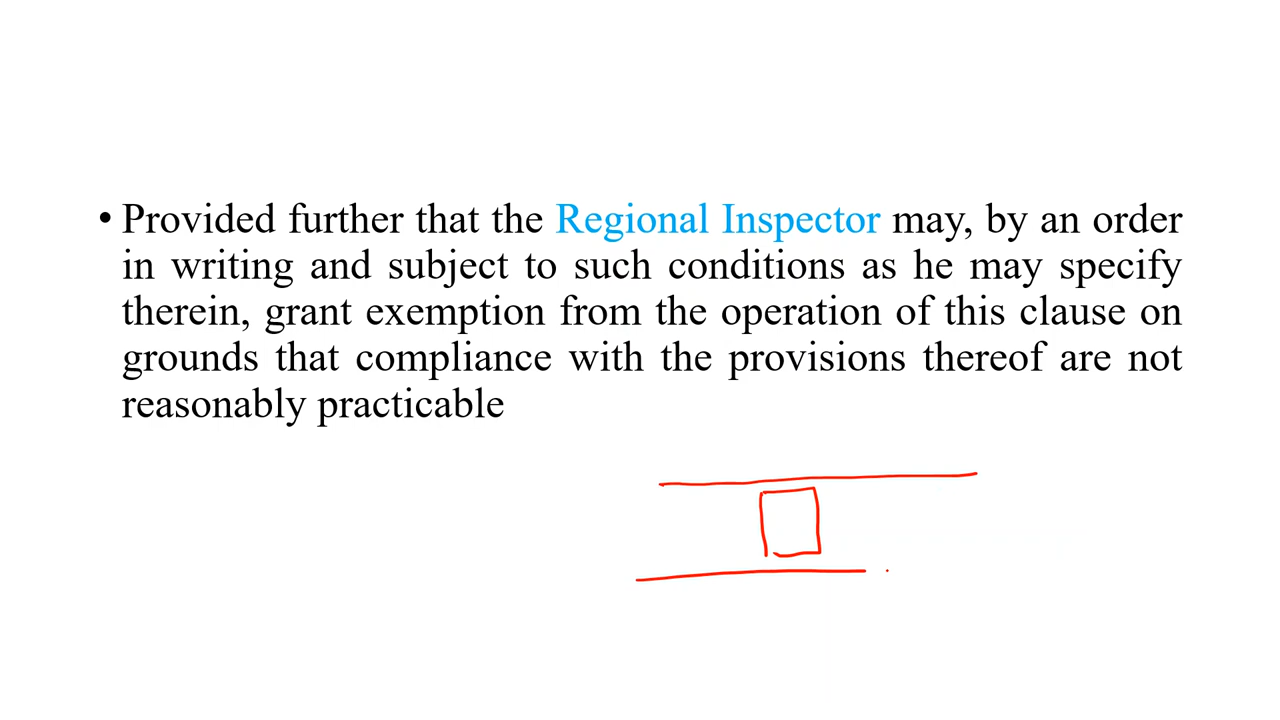 • Provided further that the Regional Inspector may, by an order
in writing and subject to such conditions as he may specify
therein, grant exemption from the operation of this clause on
grounds that compliance with the provisions thereof are not
reasonably practicable